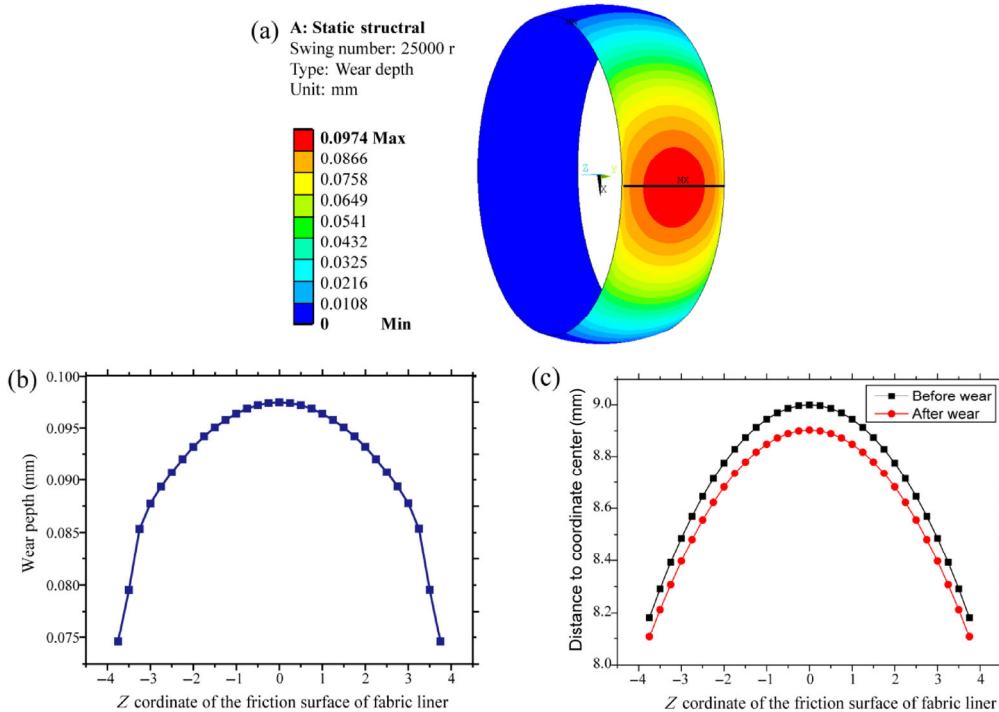 (a) A: Static structral
Swing number: 25000 r
Type: Wear depth
Unit: mm
0.0974 Max
0.0866
0.0758
0.0649
0.0541
0.0432
0.0325
0.0216
0.0108
0 Min
Z
Y
X
MX
(b)
Wear pepth (mm)
0.100
0.095
0.090
0.085
0.080
0.075
−4 −3 −2 −1 0 1 2 3 4
Z cordinate of the friction surface of fabric liner
(c)
Distance to coordinate center (mm)
9.0
8.8
8.6
8.4
8.2
8.0
Before wear
After wear
−4 −3 −2 −1 0 1 2 3 4
Z cordinate of the friction surface of fabric liner